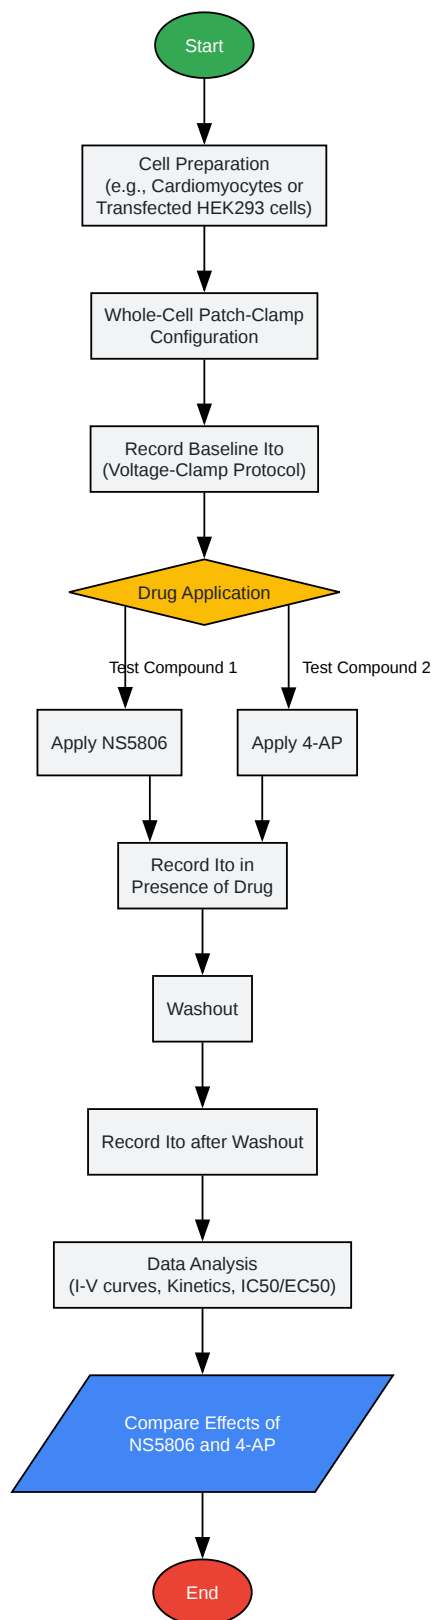 Start
Cell Preparation
(e.g., Cardiomyocytes or
Transfected HEK293 cells)
Whole-Cell Patch-Clamp
Configuration
Record Baseline Ito
(Voltage-Clamp Protocol)
Drug Application
Test Compound 1
Test Compound 2
Apply NS5806
Apply 4-AP
Record Ito in
Presence of Drug
Washout
Record Ito after Washout
Data Analysis
(I-V curves, Kinetics, IC50/EC50)
Compare Effects of
NS5806 and 4-AP
End